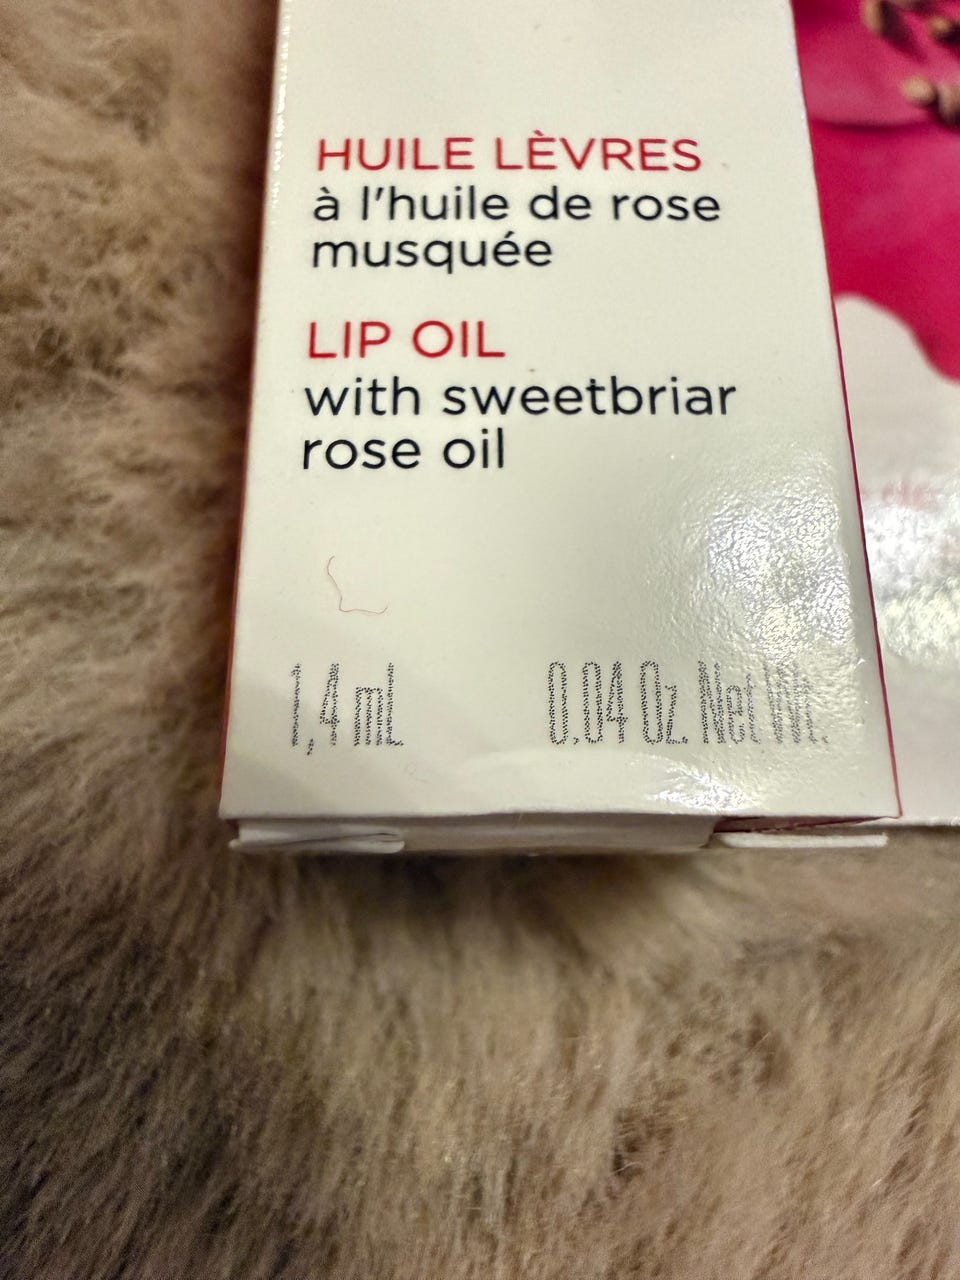 HUILE LÈVRES
à l'huile de rose
musquée
LIP OIL
with sweetbriar
rose oil
1,4 mL 0.04 Oz. Net Wt.